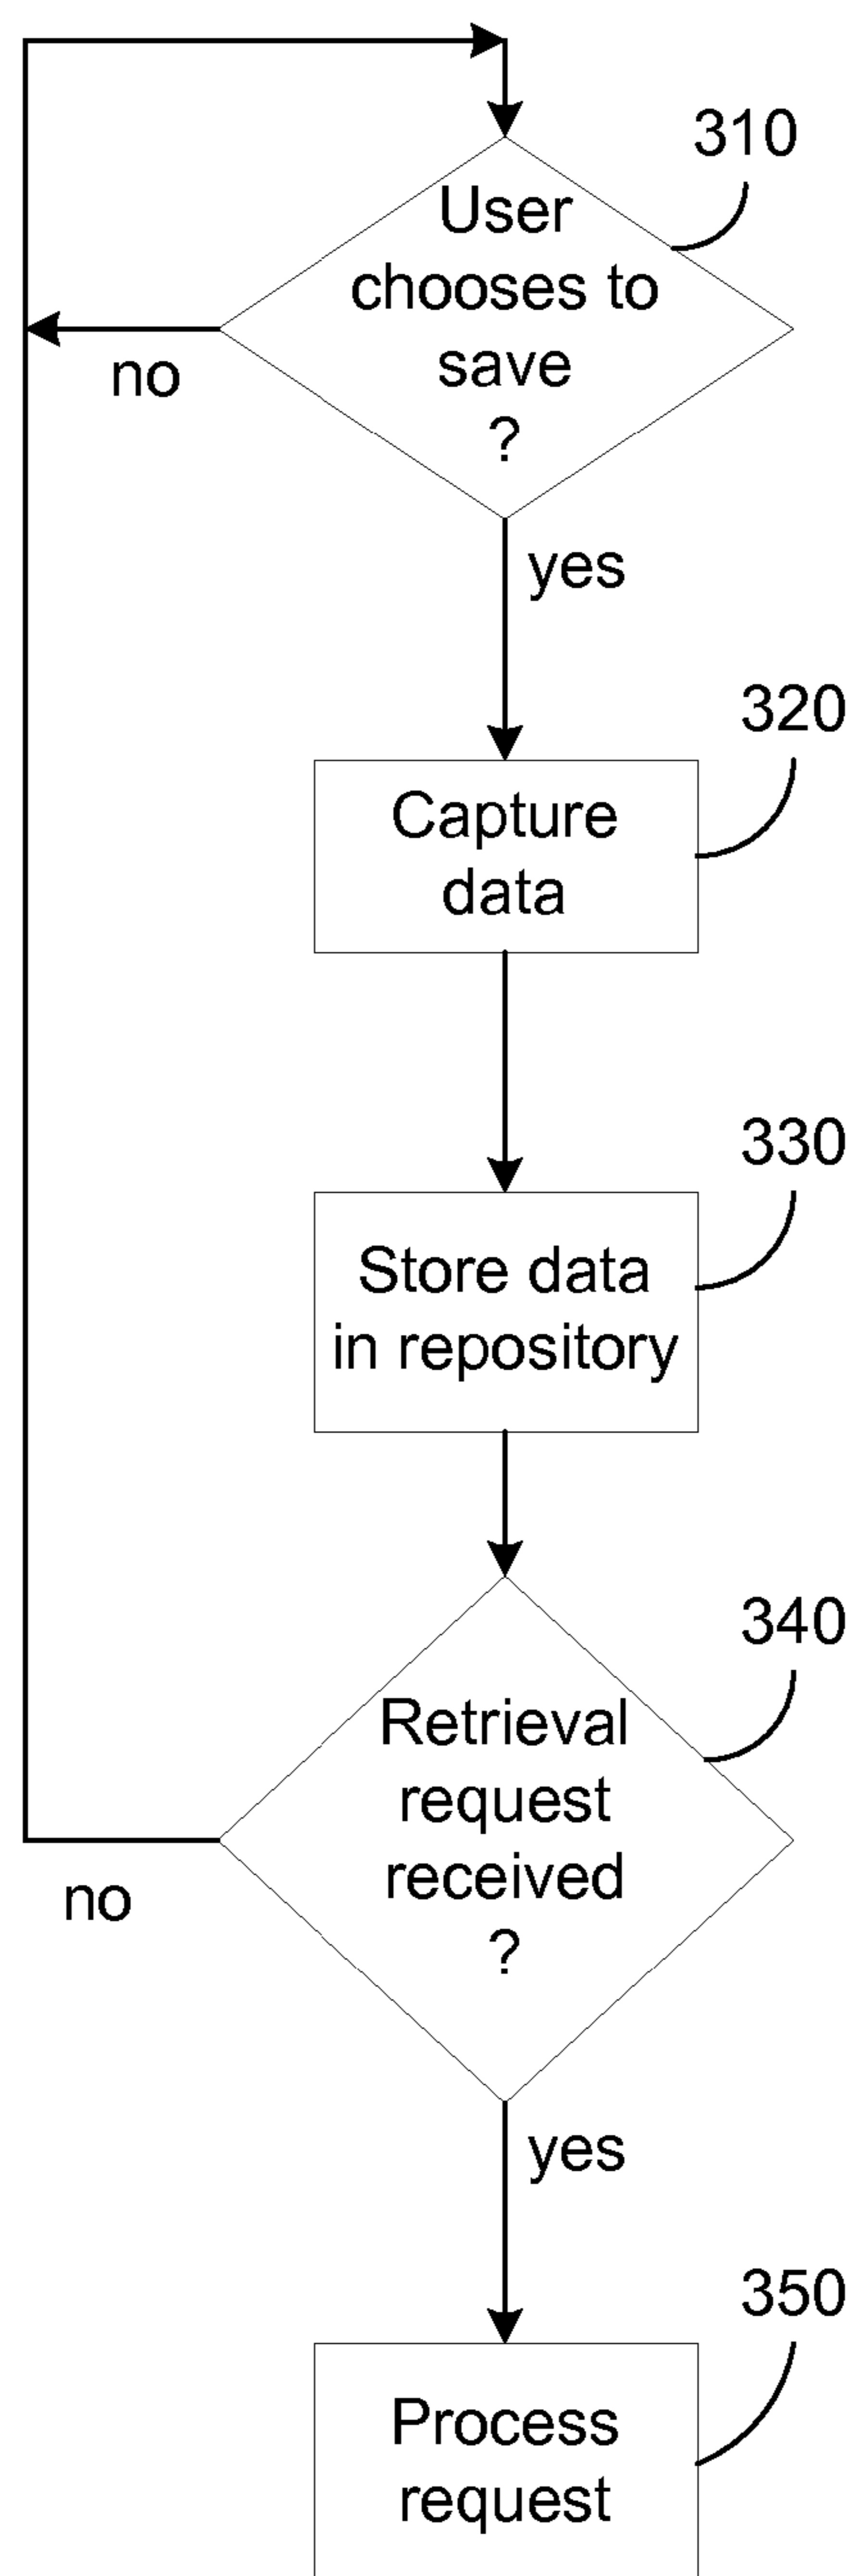 310
User
chooses to
save
?
no
yes
320
Capture
data
330
Store data
in repository
340
Retrieval
request
received
?
no
yes
350
Process
request